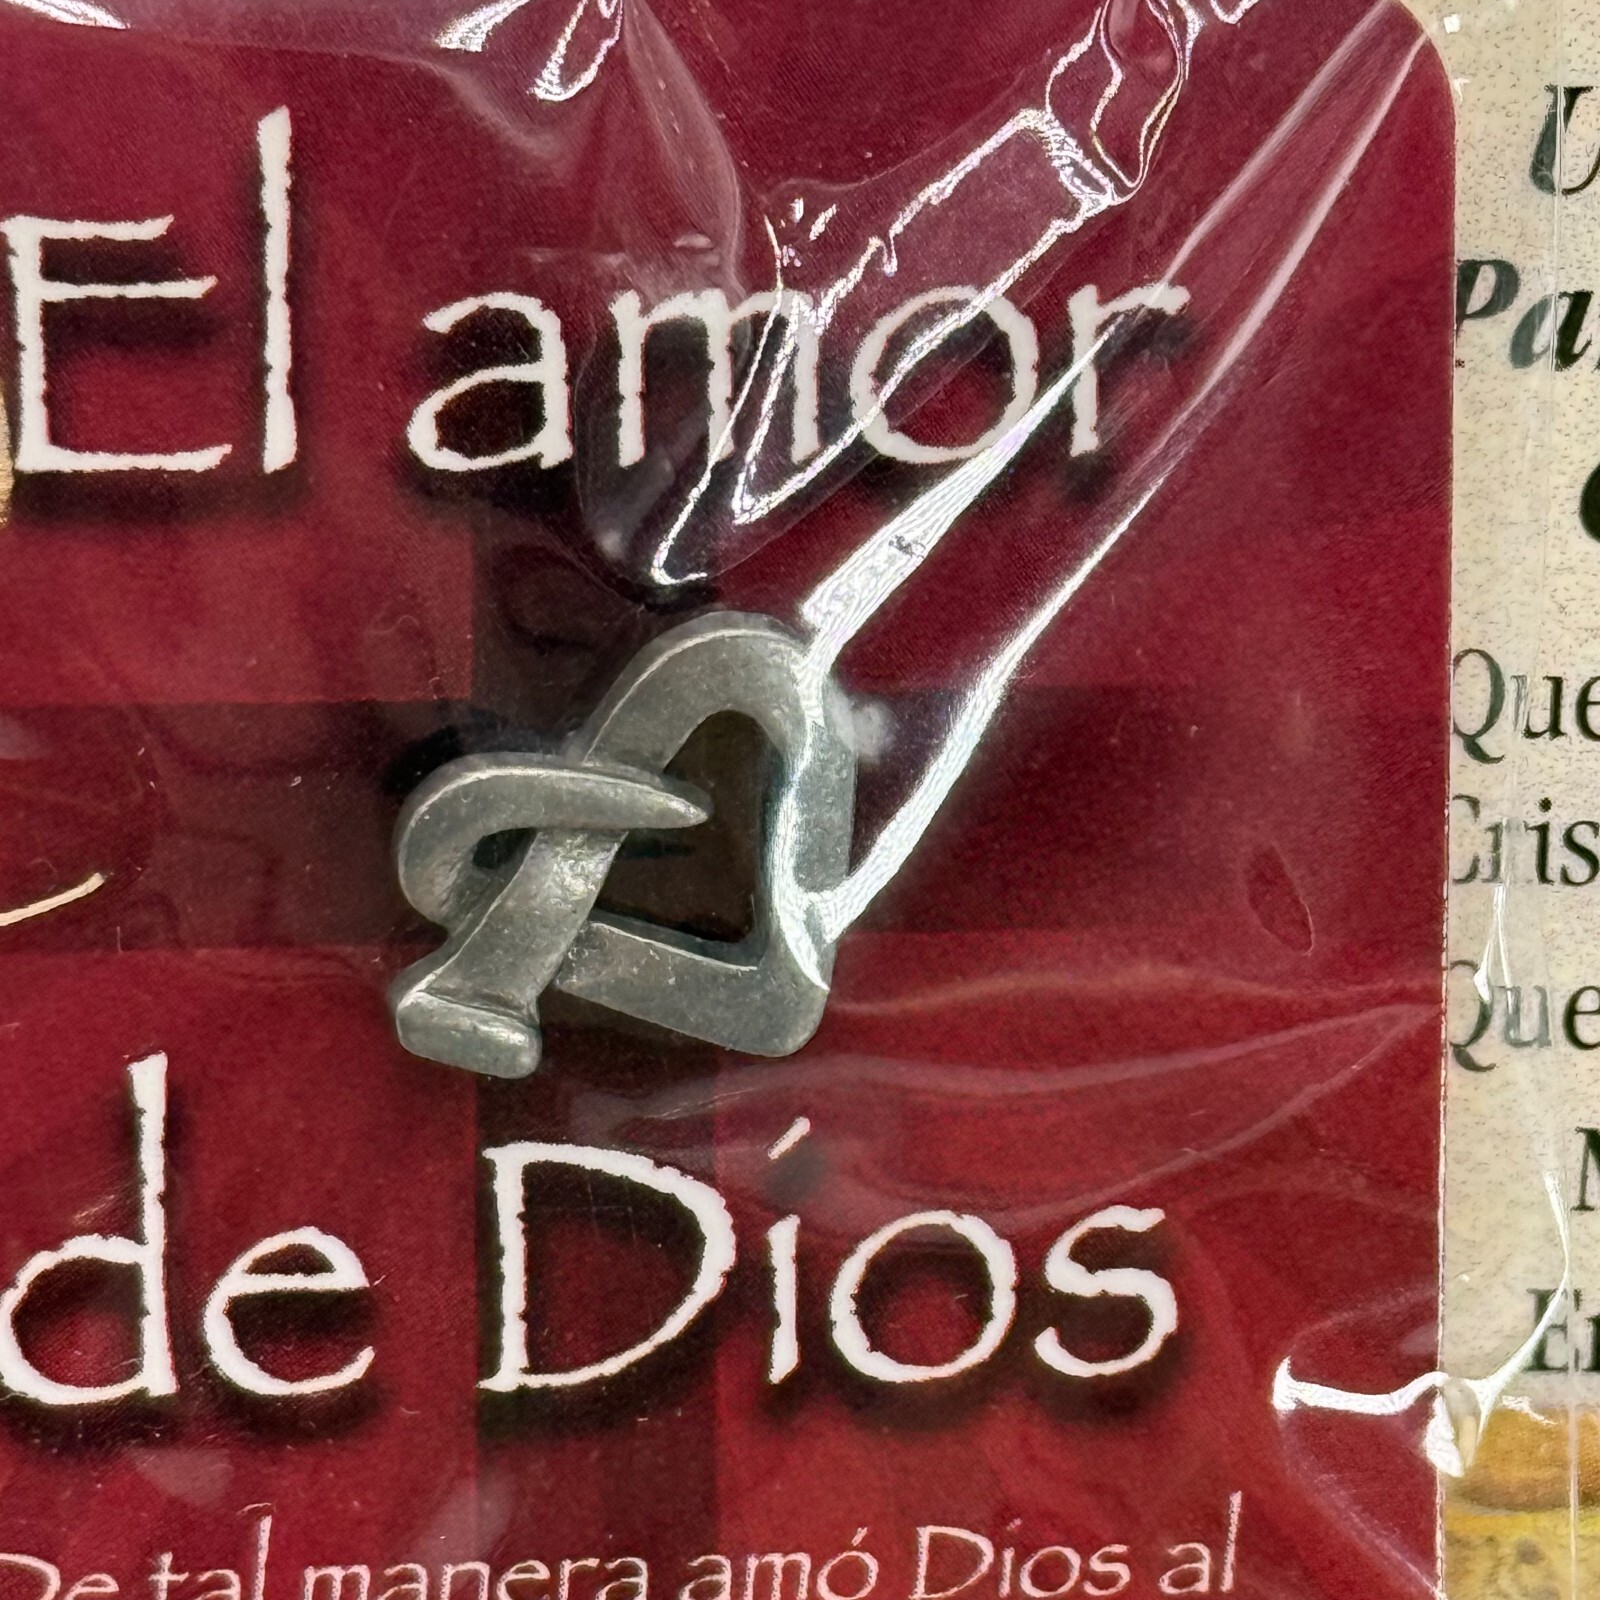 El amor
de Dios
De tal manera amó Dios al
Que
Cris
Que